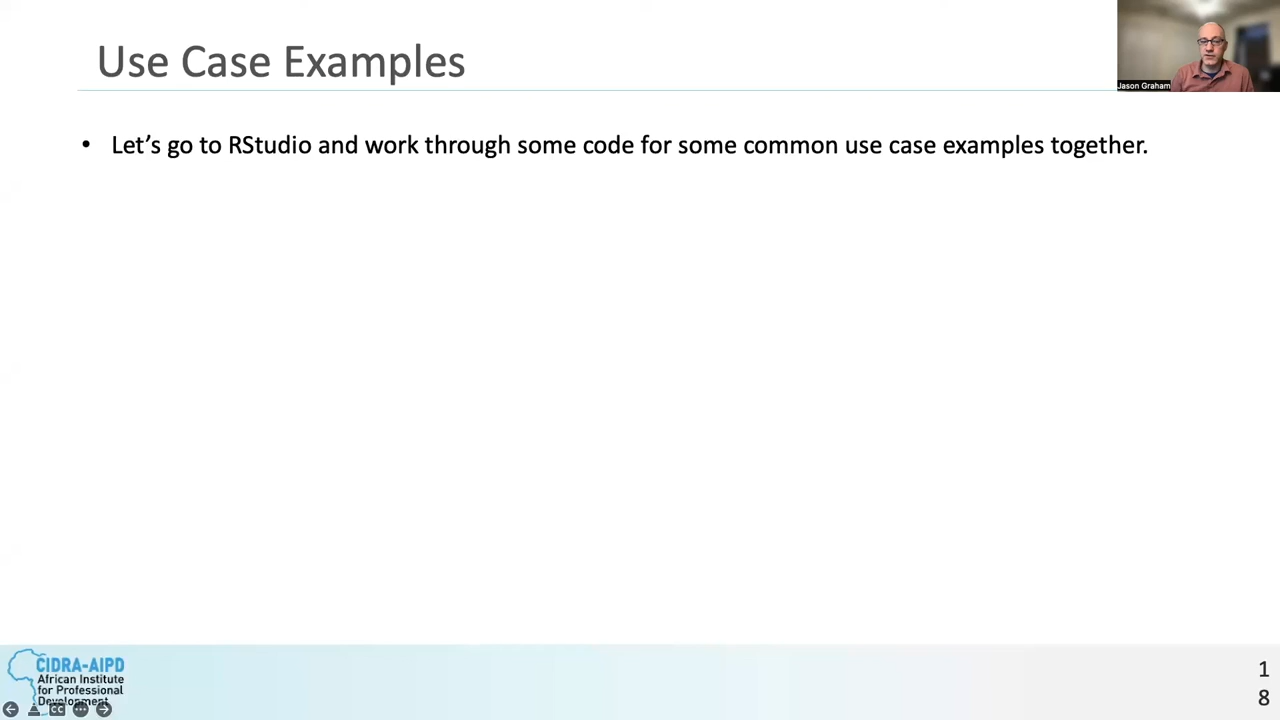 Use Case Examples
Jason Graham
• Let's go to RStudio and work through some code for some common use case examples together.
CIDRA-AIPD
African Institute
for Professional
Development
CC
1
8